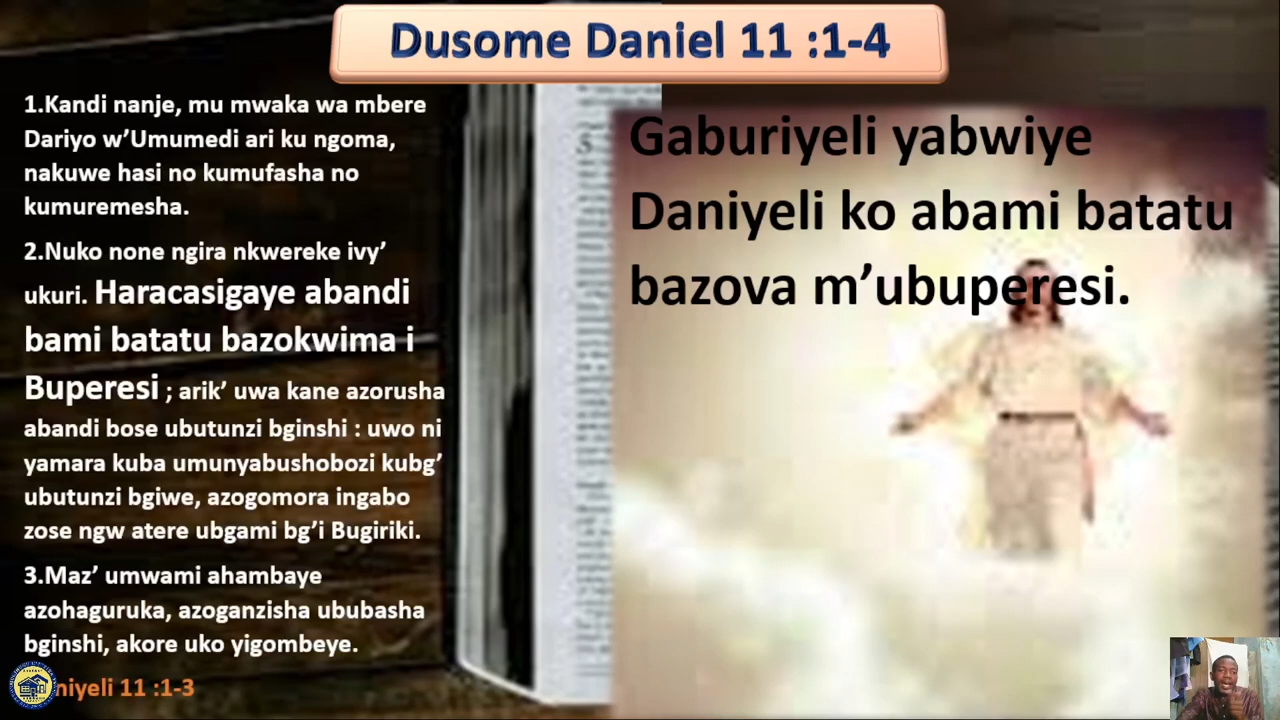 Dusome Daniel 11 :1-4
1.Kandi nanje, mu mwaka wa mbere
Dariyo w’Umumedi ari ku ngoma,
nakuwe hasi no kumufasha no
kumuremesha.
2.Nuko none ngira nkwereke ivy’
ukuri. Haracasigaye abandi
bami batatu bazokwima i
Buperesi ; arik’ uwa kane azorusha
abandi bose ubutunzi bginshi : uwo ni
yamara kuba umunyabushobozi kubg’
ubutunzi bgiwe, azogomora ingabo
zose ngw atere ubgami bg’i Bugiriki.
3.Maz’ umwami ahambaye
azohaguruka, azoganzisha ububasha
bginshi, akore uko yigombeye.
niyeli 11 :1-3
Gaburiyeli yabwiye
Daniyeli ko abami batatu
bazova m’ubuperesi.